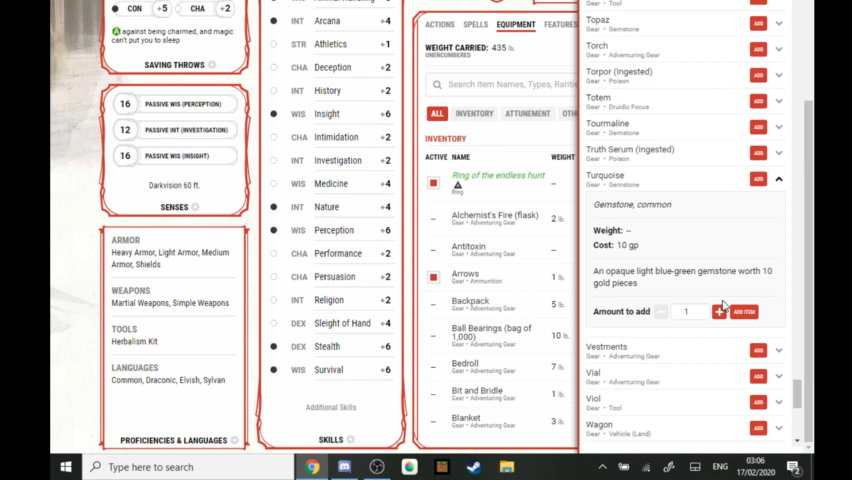 CON +5 CHA +2
A against being charmed, and magic
can't put you to sleep
SAVING THROWS
16 PASSIVE WIS (PERCEPTION)
12 PASSIVE INT (INVESTIGATION)
16 PASSIVE WIS (INSIGHT)
Darkvision 60 ft.
SENSES
ARMOR
Heavy Armor, Light Armor, Medium
Armor, Shields
WEAPONS
Martial Weapons, Simple Weapons
TOOLS
Herbalism Kit
LANGUAGES
Common, Draconic, Elvish, Sylvan
PROFICIENCIES & LANGUAGES
INT Arcana +4
STR Athletics +1
CHA Deception +2
INT History +2
WIS Insight +6
CHA Intimidation +2
INT Investigation +2
WIS Medicine +4
INT Nature +4
WIS Perception +6
CHA Performance +2
CHA Persuasion +2
INT Religion +2
DEX Sleight of Hand +4
DEX Stealth +6
WIS Survival +6
Additional Skills
SKILLS
ACTIONS SPELLS EQUIPMENT FEATURES
WEIGHT CARRIED: 435 lb.
UNENCUMBERED
Search Item Names, Types, Rariti
ALL INVENTORY ATTUNEMENT OTH
INVENTORY
ACTIVE NAME WEIGHT
Ring of the endless hunt --
Ring
Alchemist's Fire (flask) 2 lb.
Gear • Adventuring Gear
Antitoxin --
Gear • Adventuring Gear
Arrows 1 lb.
Gear • Ammunition
Backpack 5 lb.
Gear • Adventuring Gear
Ball Bearings (bag of
1,000) 10 lb.
Gear • Adventuring Gear
Bedroll 7 lb.
Gear • Adventuring Gear
Bit and Bridle 1 lb.
Gear • Adventuring Gear
Blanket 3 lb.
Gear • Adventuring Gear
Gear • Tool
Topaz ADD
Gear • Gemstone
Torch ADD
Gear • Adventuring Gear
Torpor (Ingested) ADD
Gear • Poison
Totem ADD
Gear • Druidic Focus
Tourmaline ADD
Gear • Gemstone
Truth Serum (Ingested) ADD
Gear • Poison
Turquoise ADD
Gear • Gemstone
Gemstone, common
Weight: --
Cost: 10 gp
An opaque light blue-green gemstone worth 10
gold pieces
Amount to add 1 ADD ITEM
Vestments ADD
Gear • Adventuring Gear
Vial ADD
Gear • Adventuring Gear
Viol ADD
Gear • Tool
Wagon ADD
Gear • Vehicle (Land)
Type here to search
ENG
03:06
17/02/2020
2